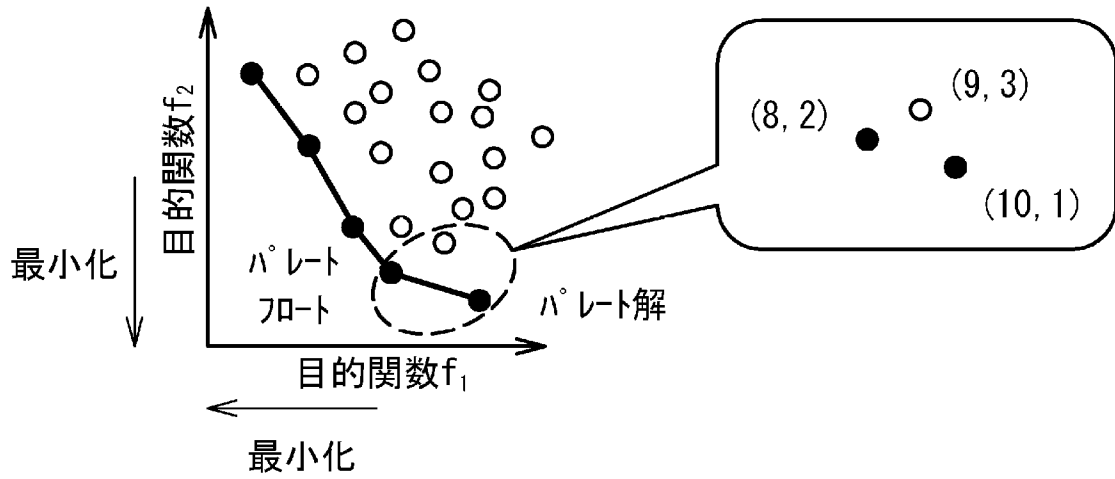 目的関数f₂
最小化
パレート
フロート
パレート解
目的関数f₁
最小化
(9, 3)
(8, 2)
(10, 1)